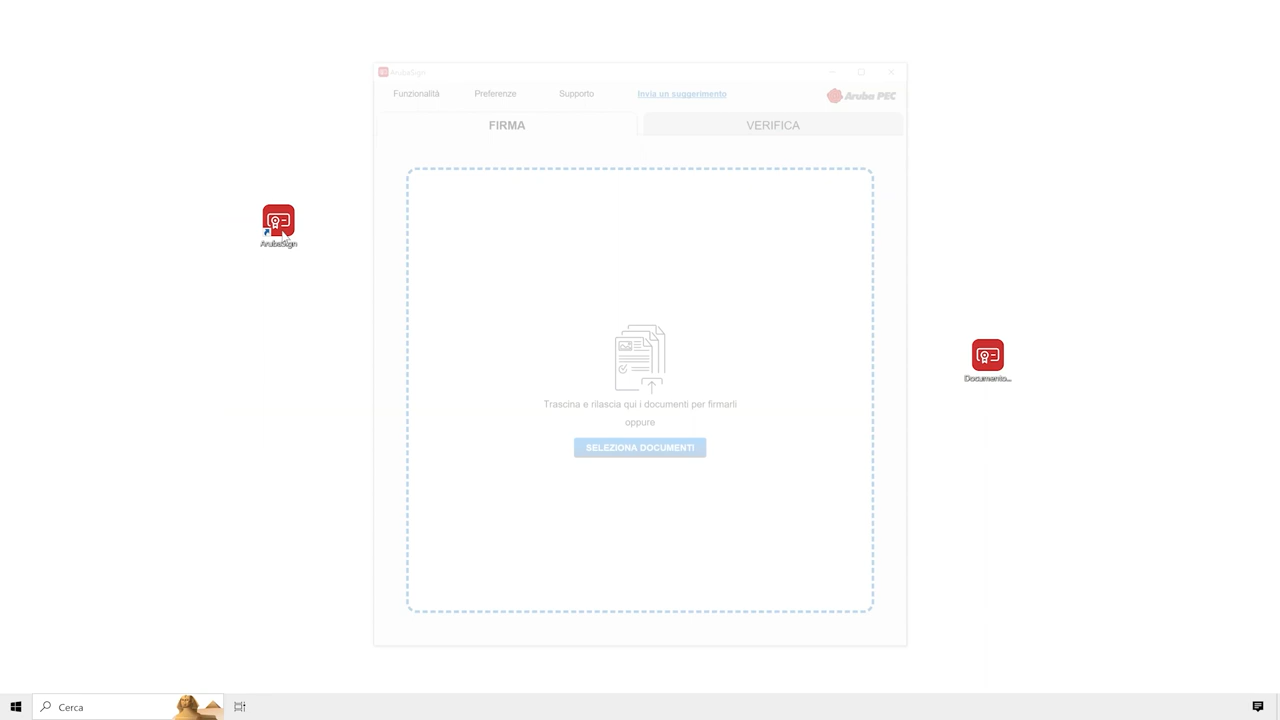 ArubaSign
Funzionalità Preferenze Supporto Invia un suggerimento Aruba PEC
FIRMA VERIFICA
ArubaSign
Documento...
Trascina e rilascia qui i documenti per firmarli
oppure
SELEZIONA DOCUMENTI
Cerca